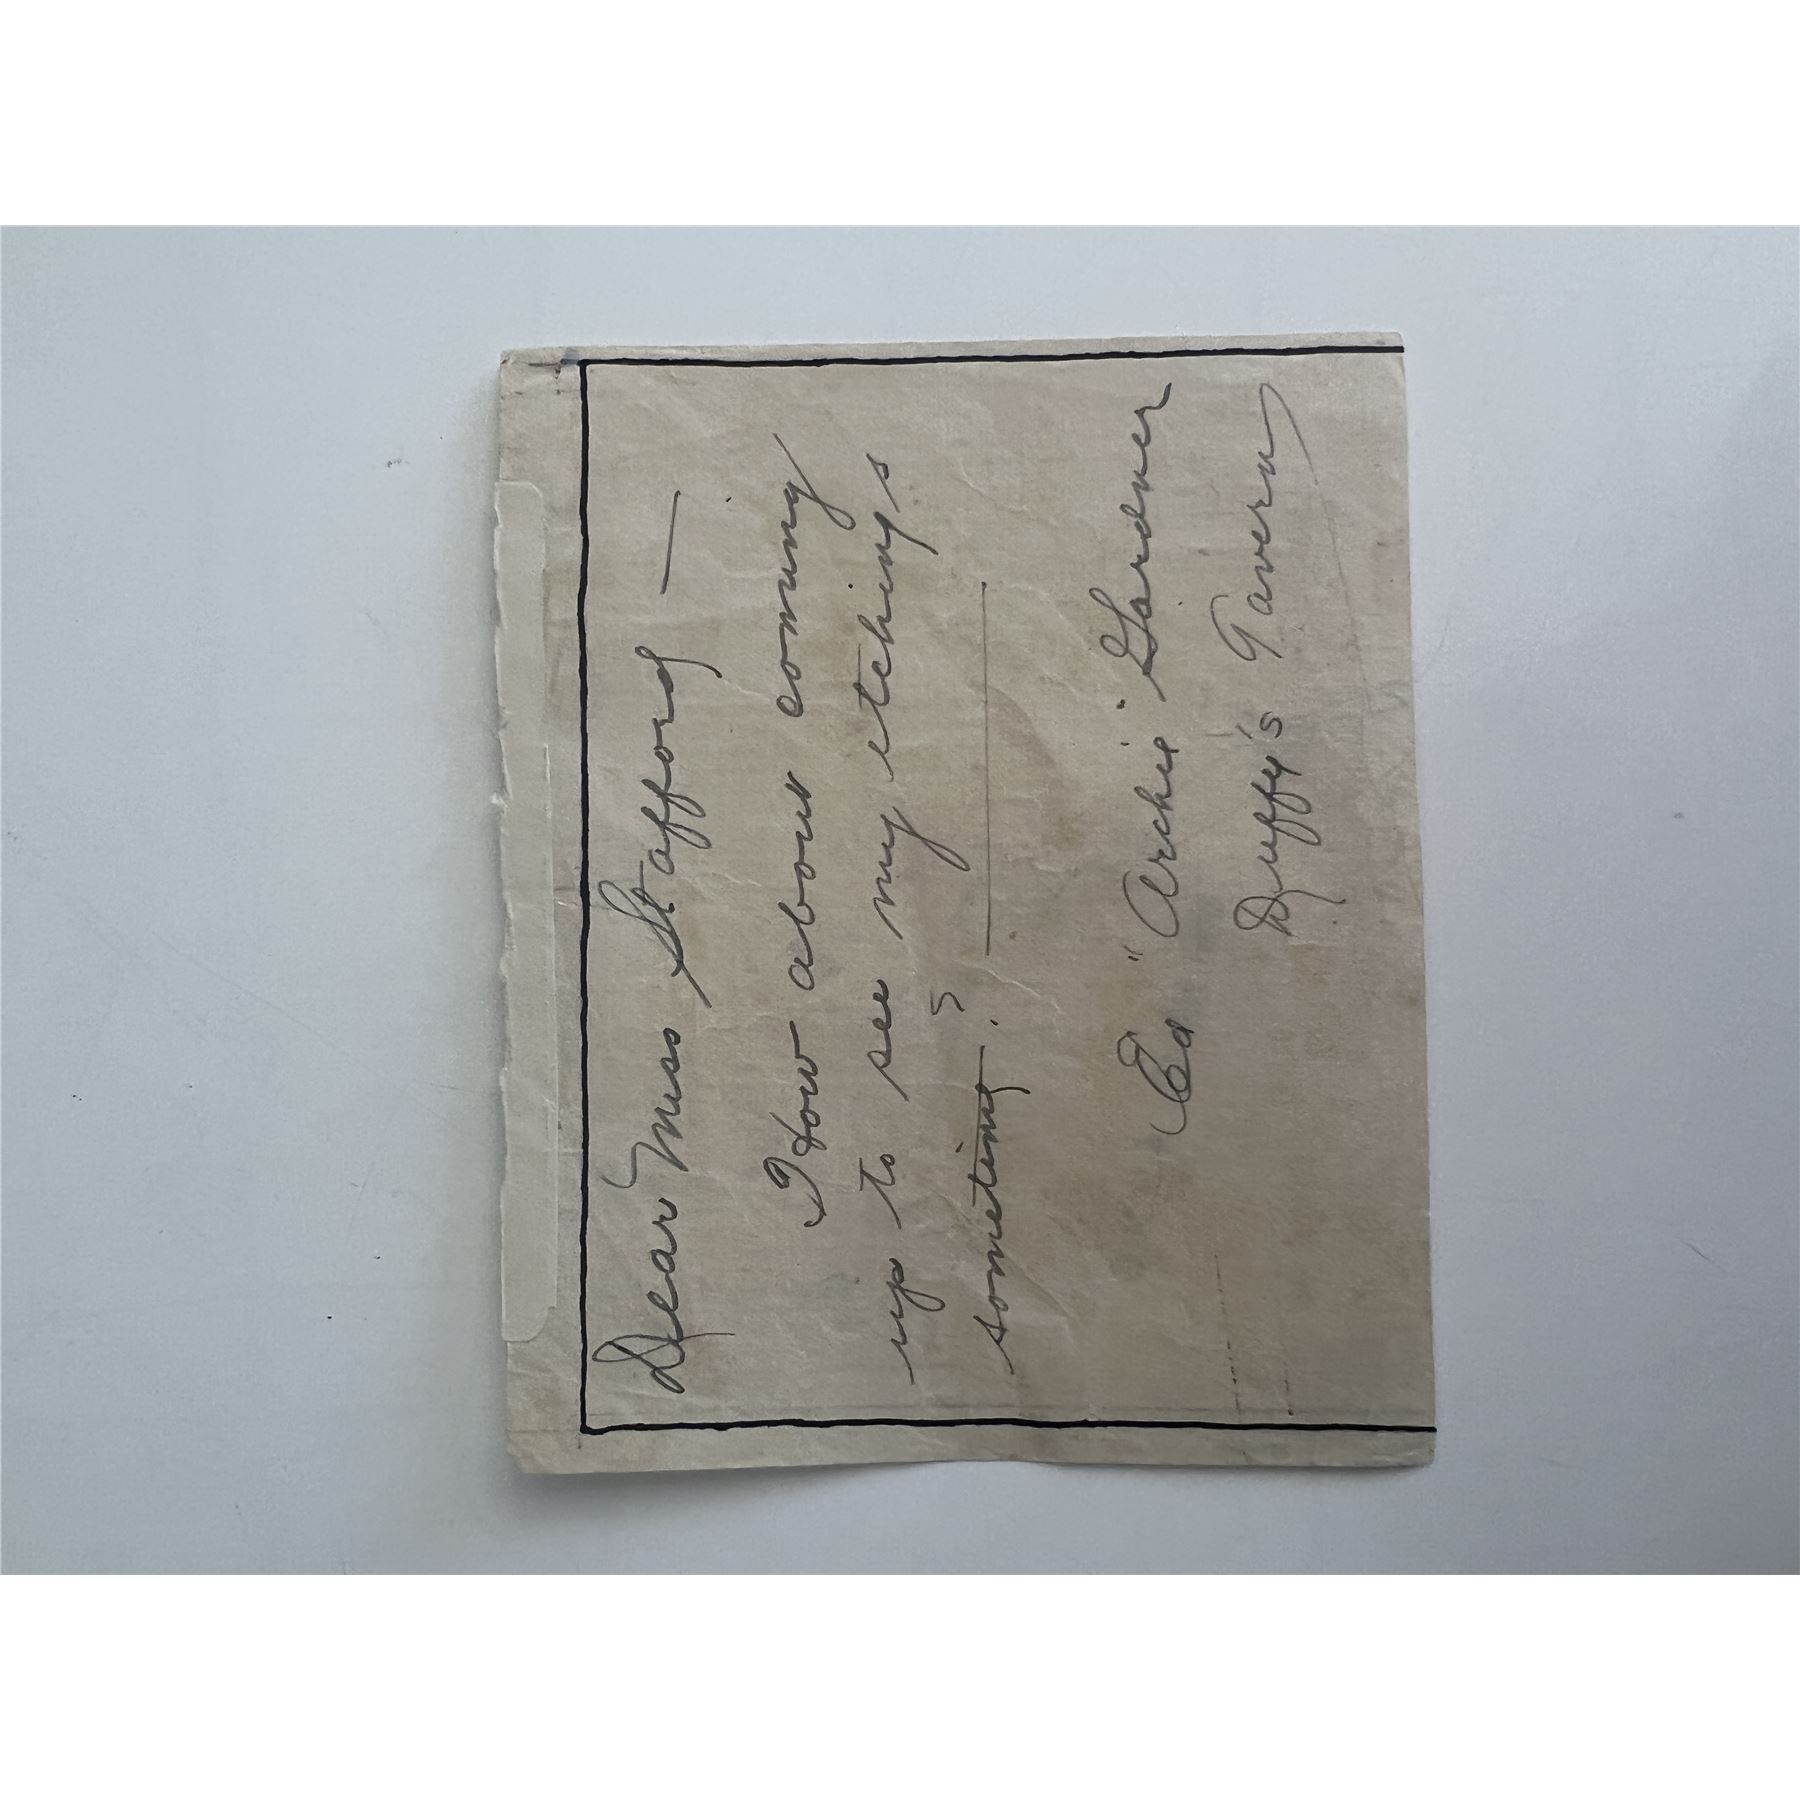 Dear Miss Stafford —
How about coming
up to see my etchings
sometime?
Ed "Archie" Gardner
Duffy's Tavern